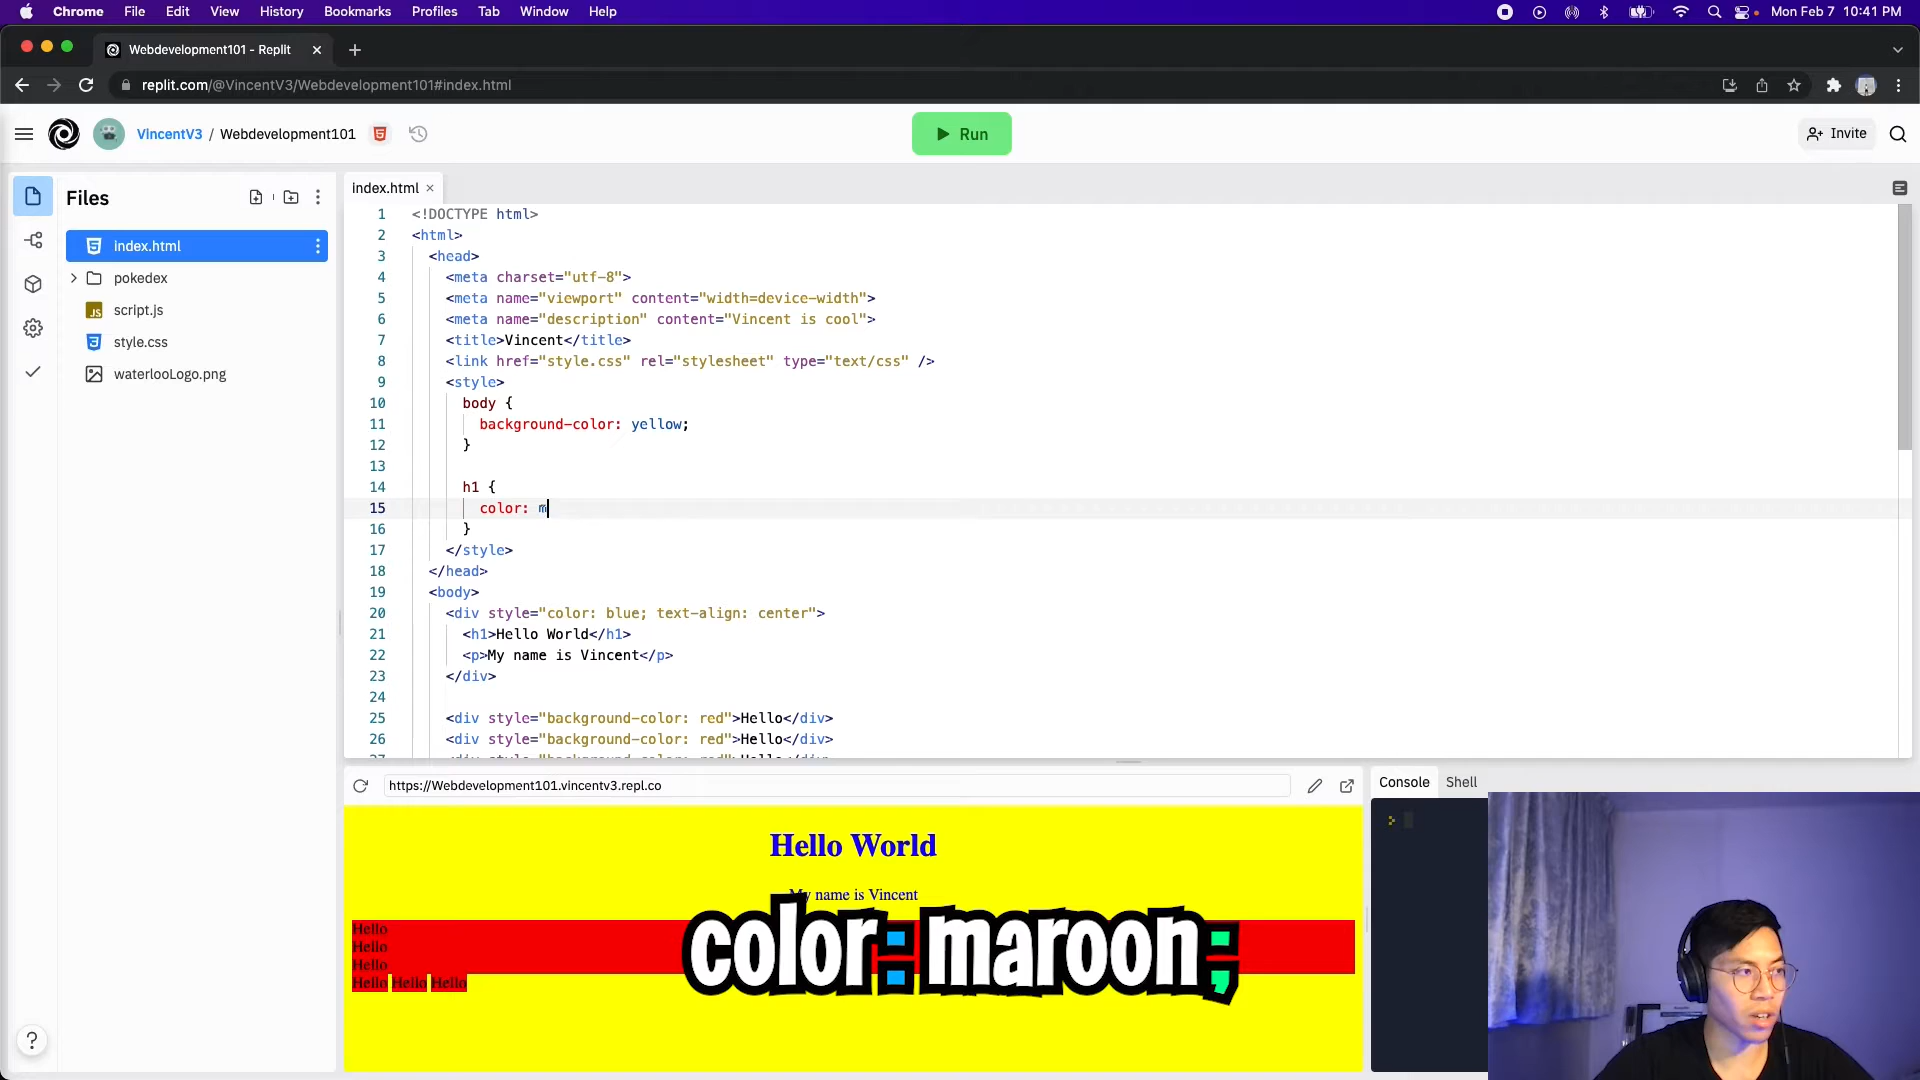 Chrome File Edit View History Bookmarks Profiles Tab Window Help Mon Feb 7 10:41 PM
Webdevelopment101 - Replit
replit.com/@VincentV3/Webdevelopment101#index.html
VincentV3 / Webdevelopment101 Run Invite
Files
index.html
pokedex
script.js
style.css
waterlooLogo.png
index.html
1 <!DOCTYPE html>
2 <html>
3 <head>
4 <meta charset="utf-8">
5 <meta name="viewport" content="width=device-width">
6 <meta name="description" content="Vincent is cool">
7 <title>Vincent</title>
8 <link href="style.css" rel="stylesheet" type="text/css" />
9 <style>
10 body {
11 background-color: yellow;
12 }
13
14 h1 {
15 color: m
16 }
17 </style>
18 </head>
19 <body>
20 <div style="color: blue; text-align: center">
21 <h1>Hello World</h1>
22 <p>My name is Vincent</p>
23 </div>
24
25 <div style="background-color: red">Hello</div>
26 <div style="background-color: red">Hello</div>
https://Webdevelopment101.vincentv3.repl.co
Console Shell
Hello World
My name is Vincent
Hello
Hello
Hello
Hello Hello Hello
color: maroon;